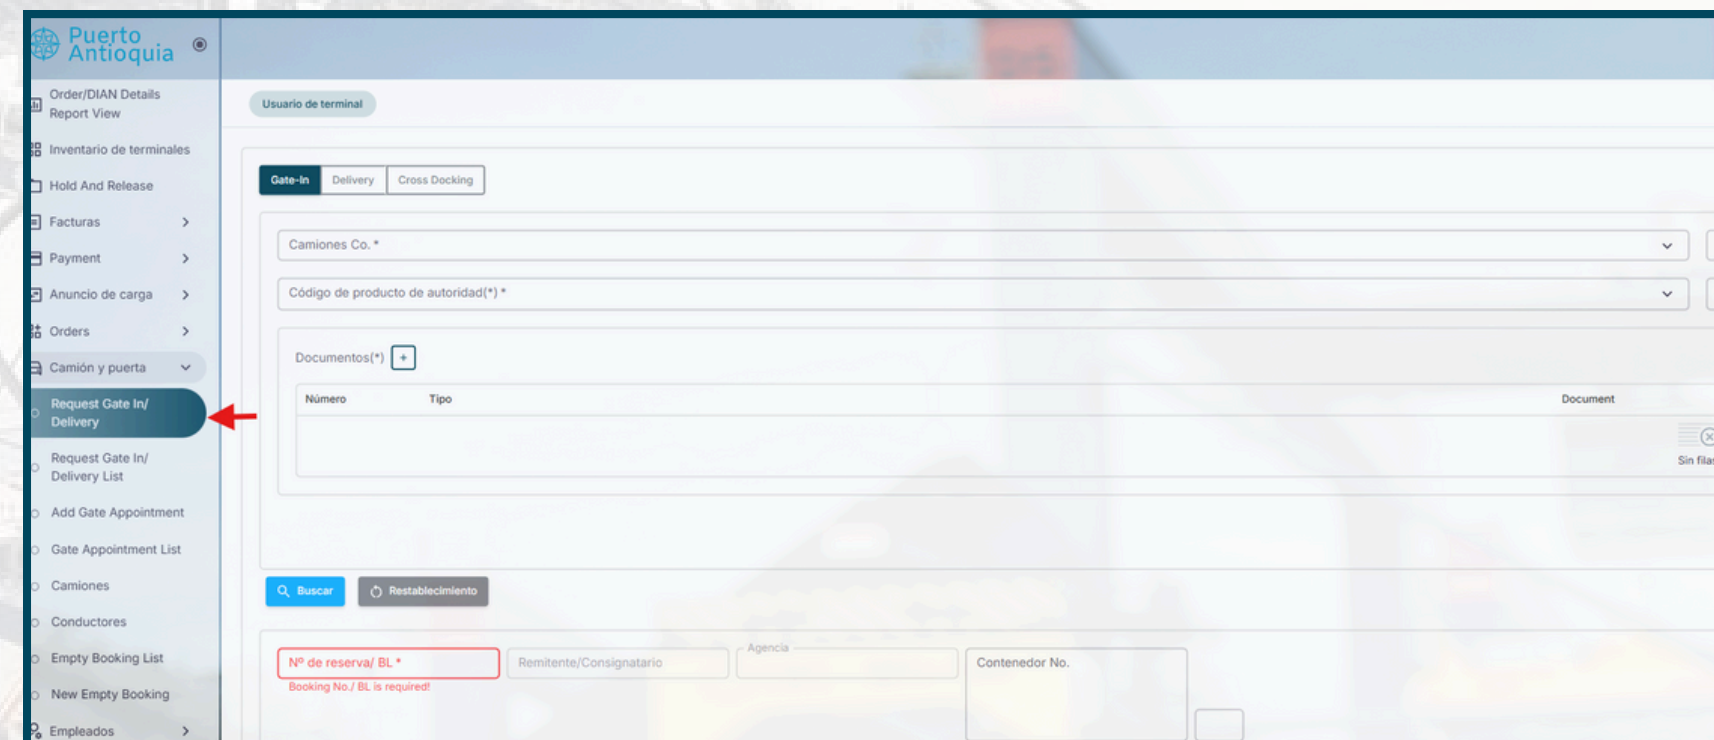 Puerto
Antioquia
Order/DIAN Details
Report View
Inventario de terminales
Hold And Release
Facturas
Payment
Anuncio de carga
Orders
Camión y puerta
Request Gate In/
Delivery
Request Gate In/
Delivery List
Add Gate Appointment
Gate Appointment List
Camiones
Conductores
Empty Booking List
New Empty Booking
Empleados
Usuario de terminal
Gate-In Delivery Cross Docking
Camiones Co. *
Código de producto de autoridad(*) *
Documentos(*) +
Número Tipo Document
Sin filas
Buscar Restablecimiento
Nº de reserva/ BL * Remitente/Consignatario Agencia Contenedor No.
Booking No./ BL is required!